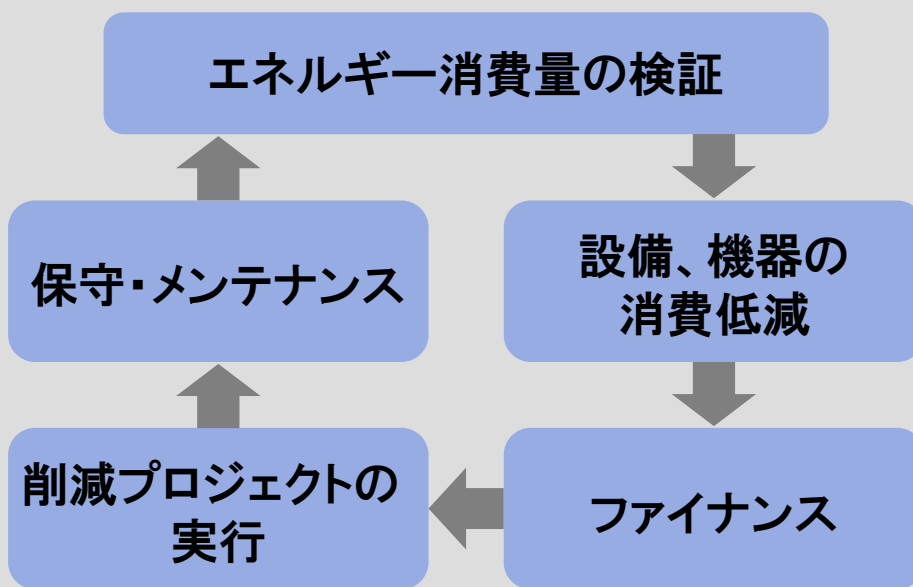 エネルギー消費量の検証
保守・メンテナンス
設備、機器の
消費低減
削減プロジェクトの
実行
ファイナンス